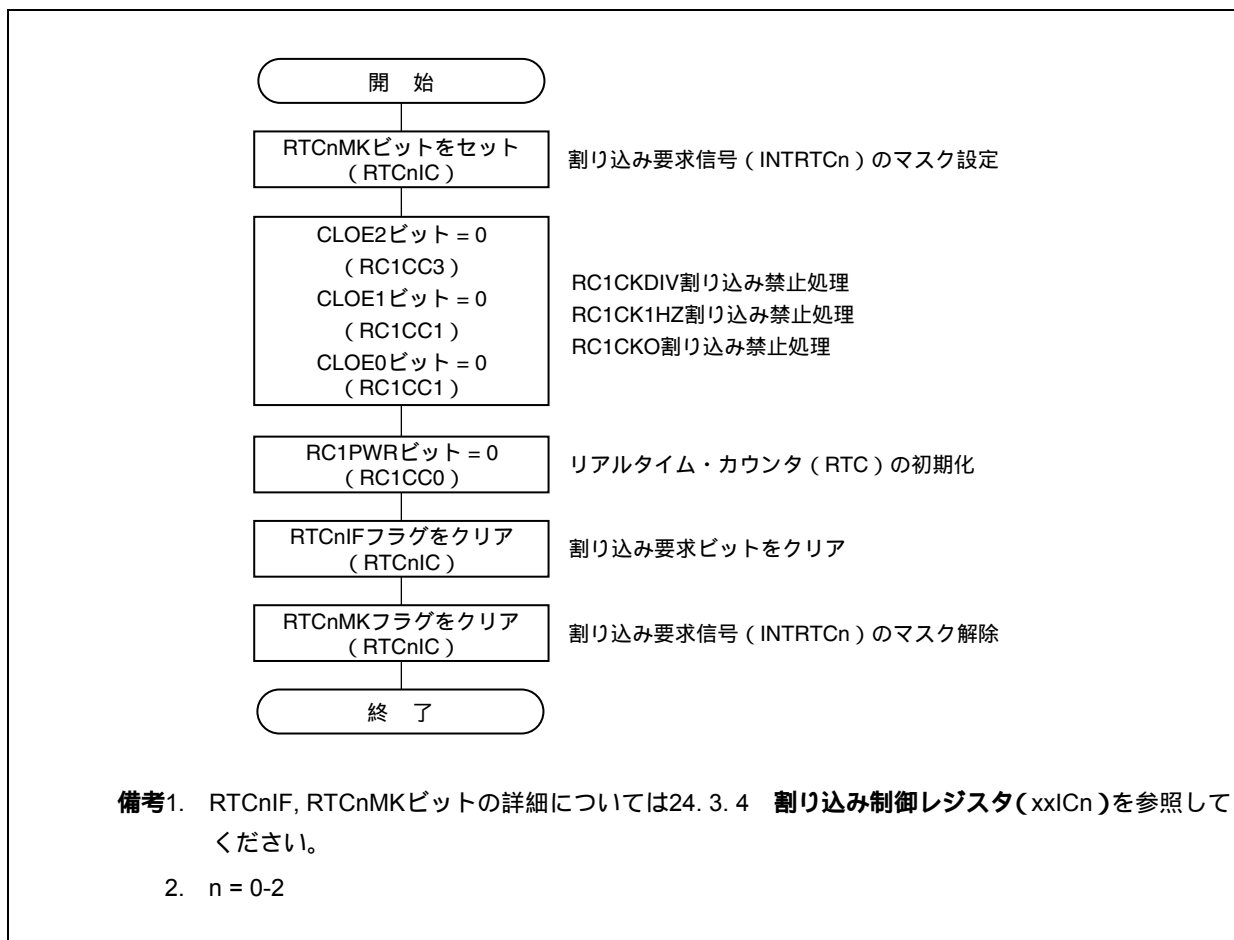 開 始
RTCnMKビットをセット
（RTCnIC）
割り込み要求信号（INTRTCn）のマスク設定
CLOE2ビット = 0
（RC1CC3）
CLOE1ビット = 0
（RC1CC1）
CLOE0ビット = 0
（RC1CC1）
RC1CKDIV割り込み禁止処理
RC1CK1HZ割り込み禁止処理
RC1CKO割り込み禁止処理
RC1PWRビット = 0
（RC1CC0）
リアルタイム・カウンタ（RTC）の初期化
RTCnIFフラグをクリア
（RTCnIC）
割り込み要求ビットをクリア
RTCnMKフラグをクリア
（RTCnIC）
割り込み要求信号（INTRTCn）のマスク解除
終 了
備考1. RTCnIF, RTCnMKビットの詳細については24. 3. 4 割り込み制御レジスタ（xxICn）を参照して
ください。
2. n = 0-2